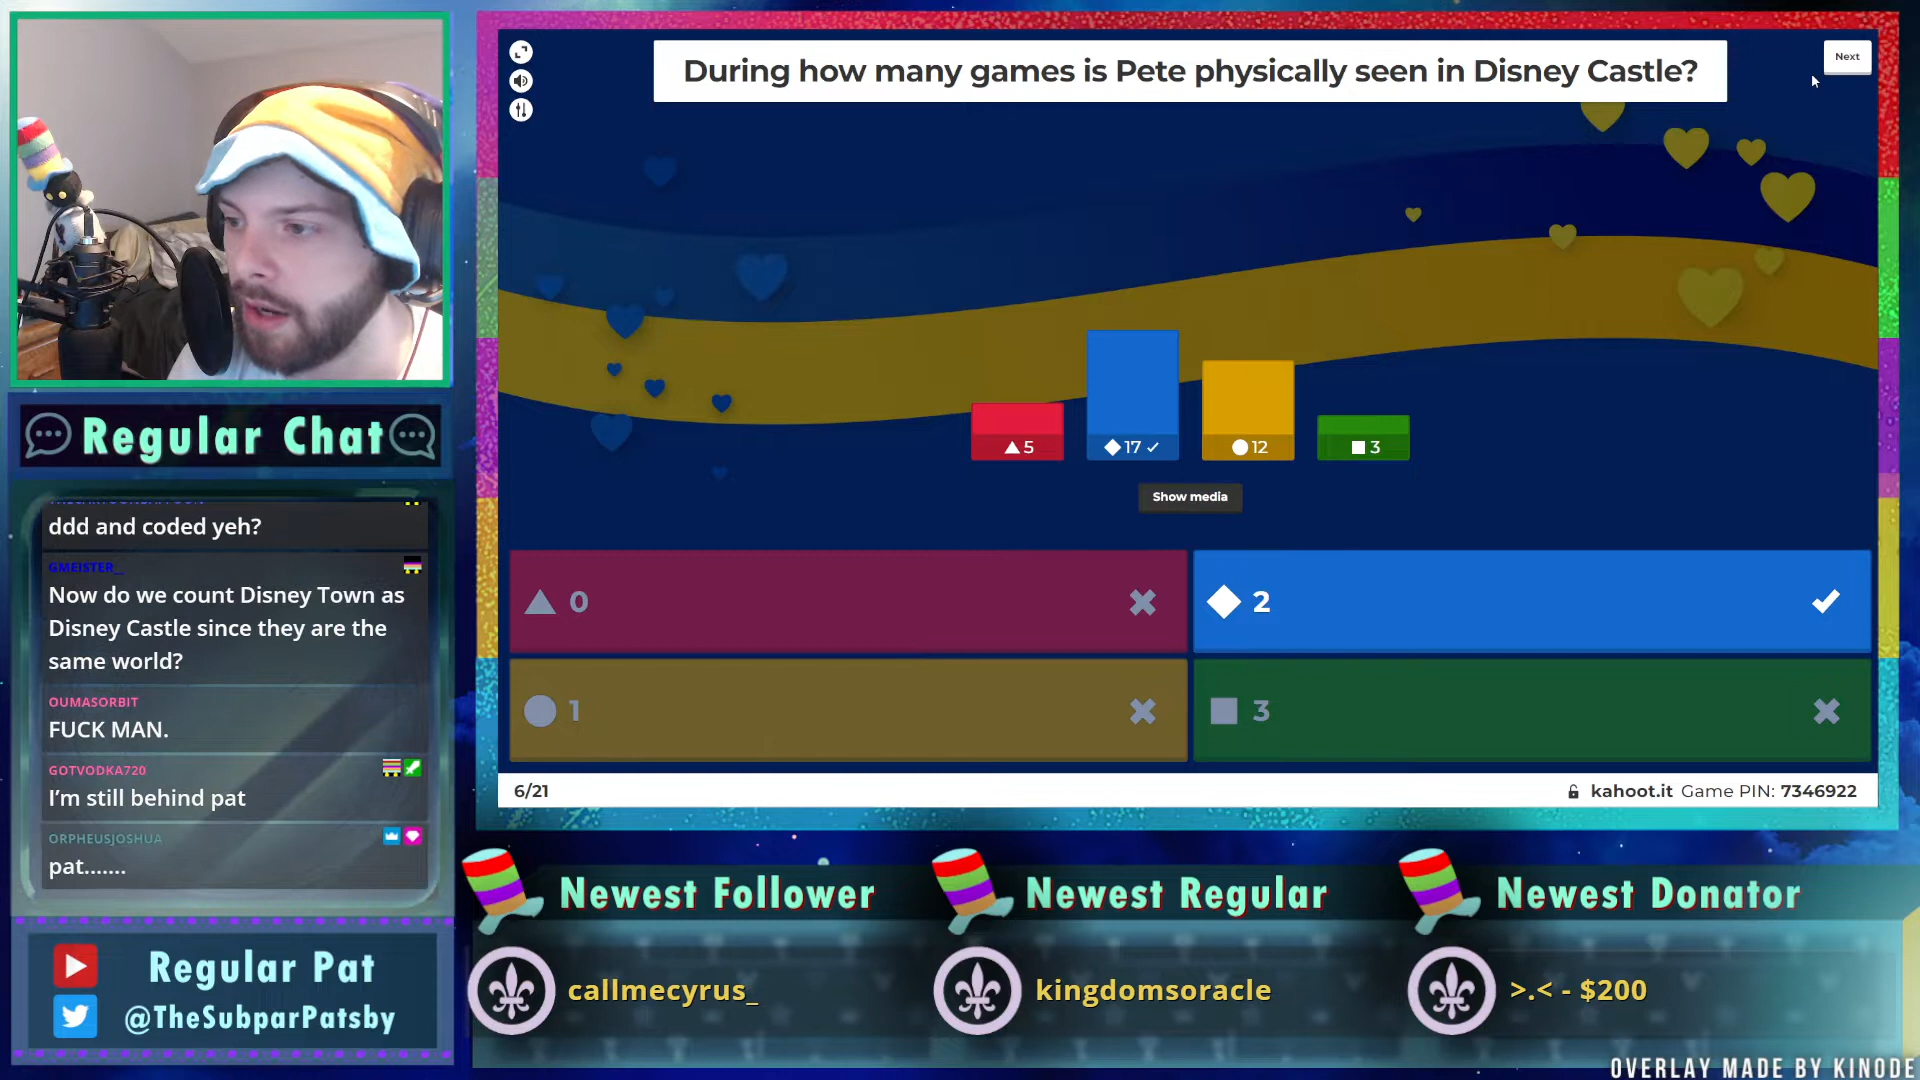 During how many games is Pete physically seen in Disney Castle?
Next
5
17
12
3
Show media
0
2
1
3
6/21
kahoot.it Game PIN: 7346922
Regular Chat
ddd and coded yeh?
GMEISTER_
Now do we count Disney Town as
Disney Castle since they are the
same world?
OUMASORBIT
FUCK MAN.
GOTVODKA720
I'm still behind pat
ORPHEUSJOSHUA
pat.......
Regular Pat
@TheSubparPatsby
Newest Follower
callmecyrus_
Newest Regular
kingdomsoracle
Newest Donator
>.< - $200
OVERLAY MADE BY KINODE